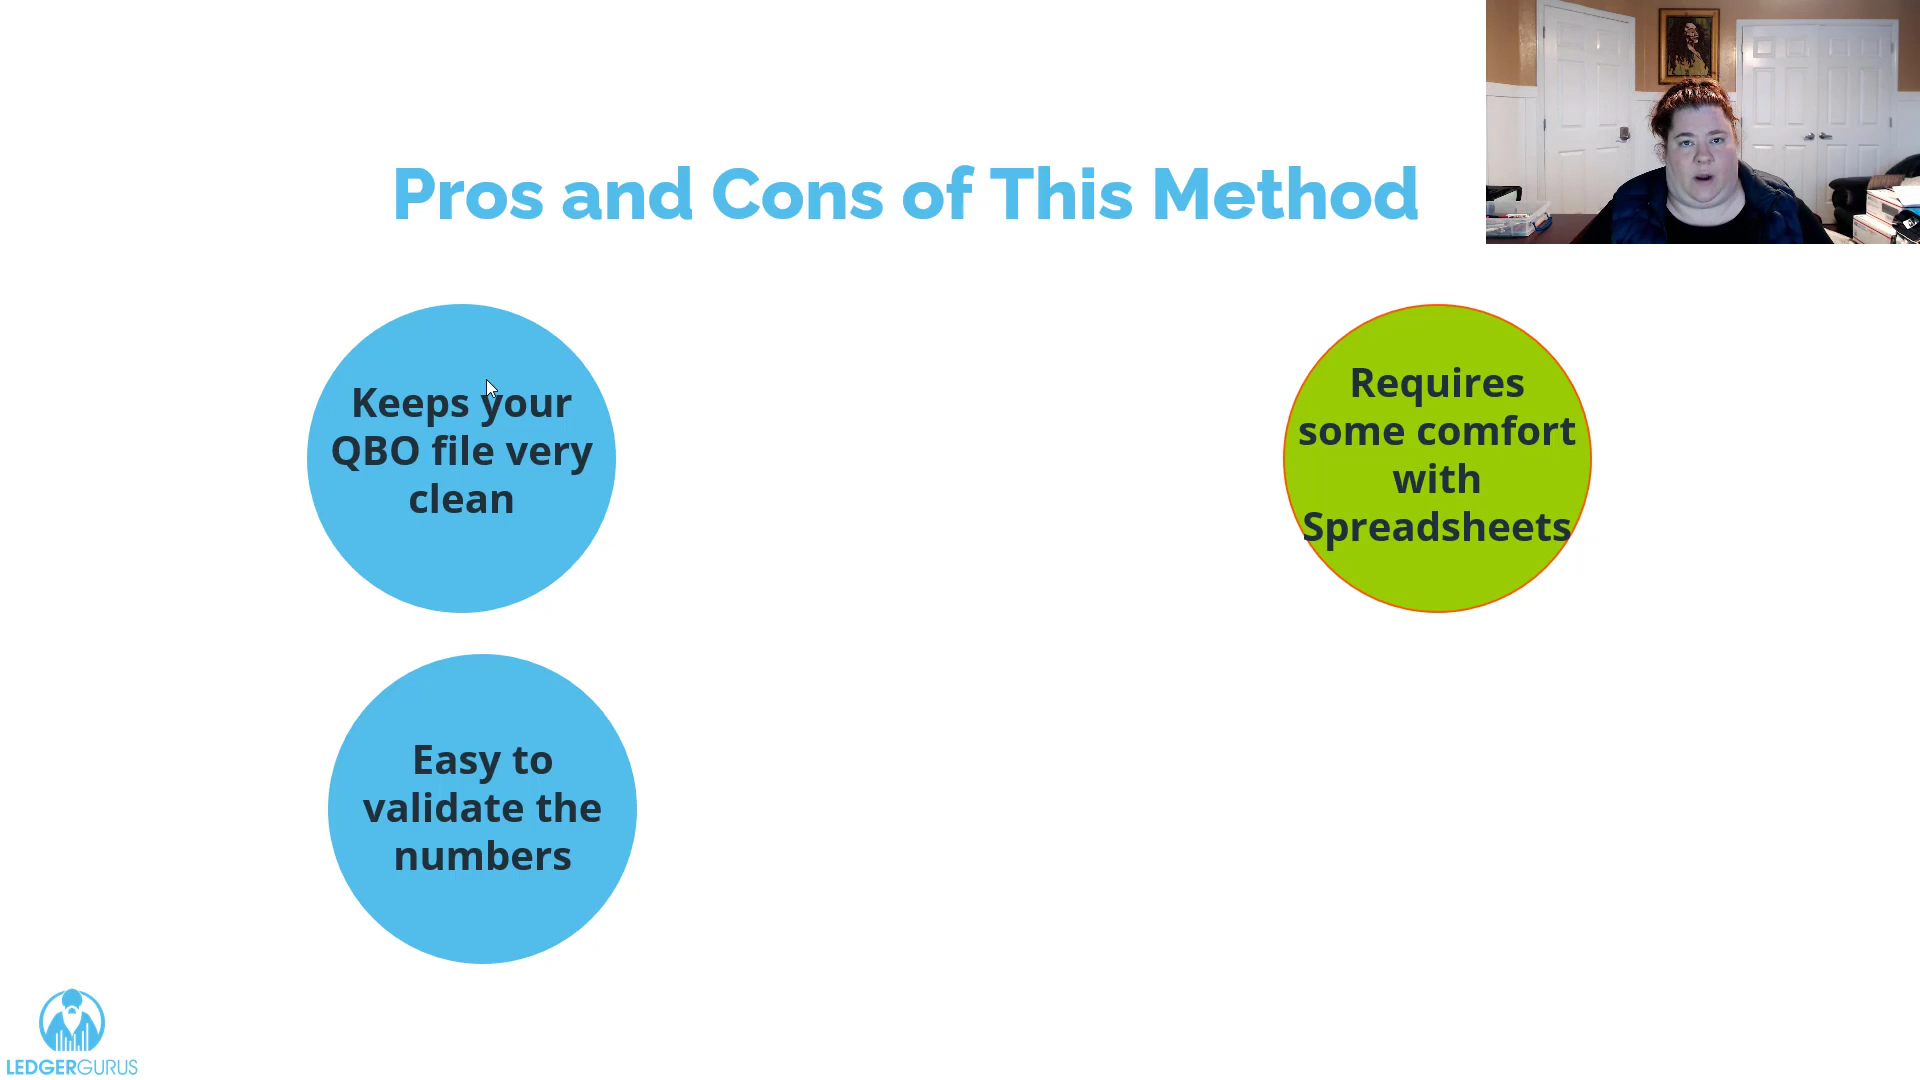 Pros and Cons of This Method
Keeps your
QBO file very
clean
Requires
some comfort
with
Spreadsheets
Easy to
validate the
numbers
LEDGERGURUS